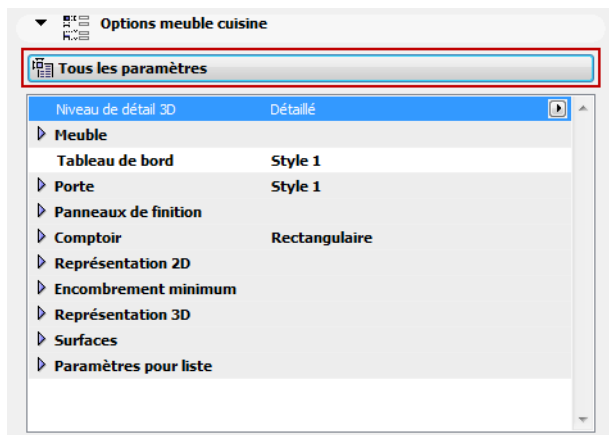 Options meuble cuisine
Tous les paramètres
Niveau de détail 3D Détaillé
Meuble
Tableau de bord Style 1
Porte Style 1
Panneaux de finition
Comptoir Rectangulaire
Représentation 2D
Encombrement minimum
Représentation 3D
Surfaces
Paramètres pour liste